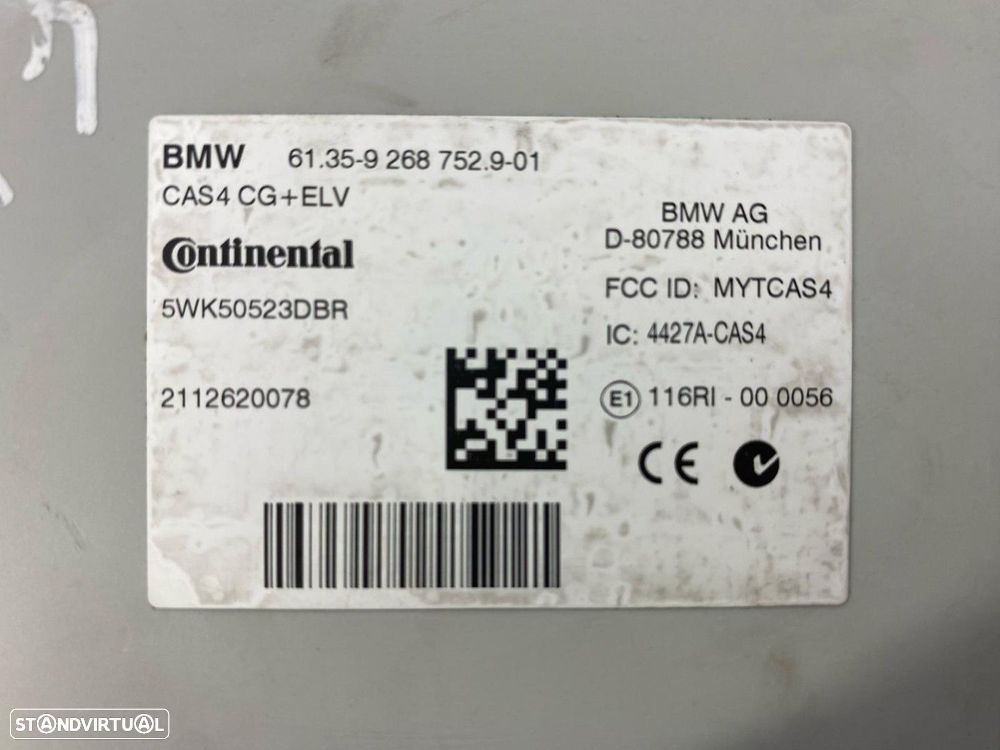 BMW 61.35-9 268 752.9-01
CAS4 CG+ELV
Continental
5WK50523DBR
2112620078
BMW AG
D-80788 München
FCC ID: MYTCAS4
IC: 4427A-CAS4
E1 116RI - 00 0056
CE
STANDVIRTUAL